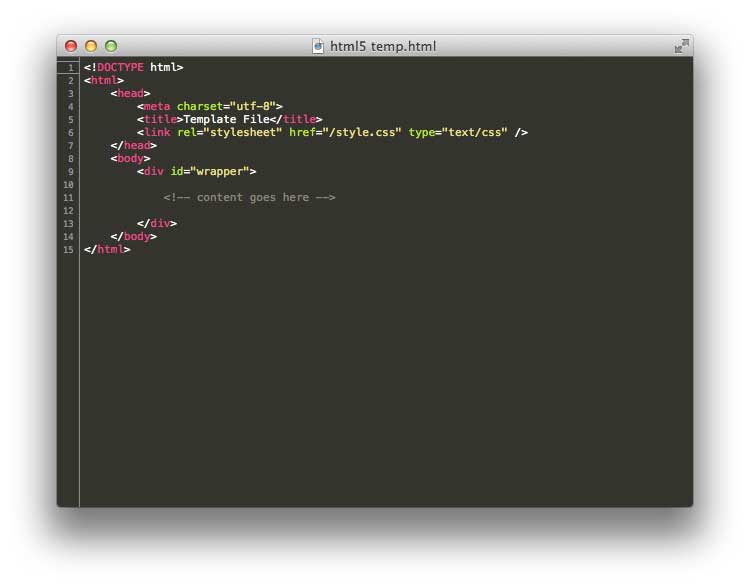 html5 temp.html
1 <!DOCTYPE html>
2 <html>
3     <head>
4         <meta charset="utf-8">
5         <title>Template File</title>
6         <link rel="stylesheet" href="/style.css" type="text/css" />
7     </head>
8     <body>
9         <div id="wrapper">
10
11             <!-- content goes here -->
12
13         </div>
14     </body>
15 </html>